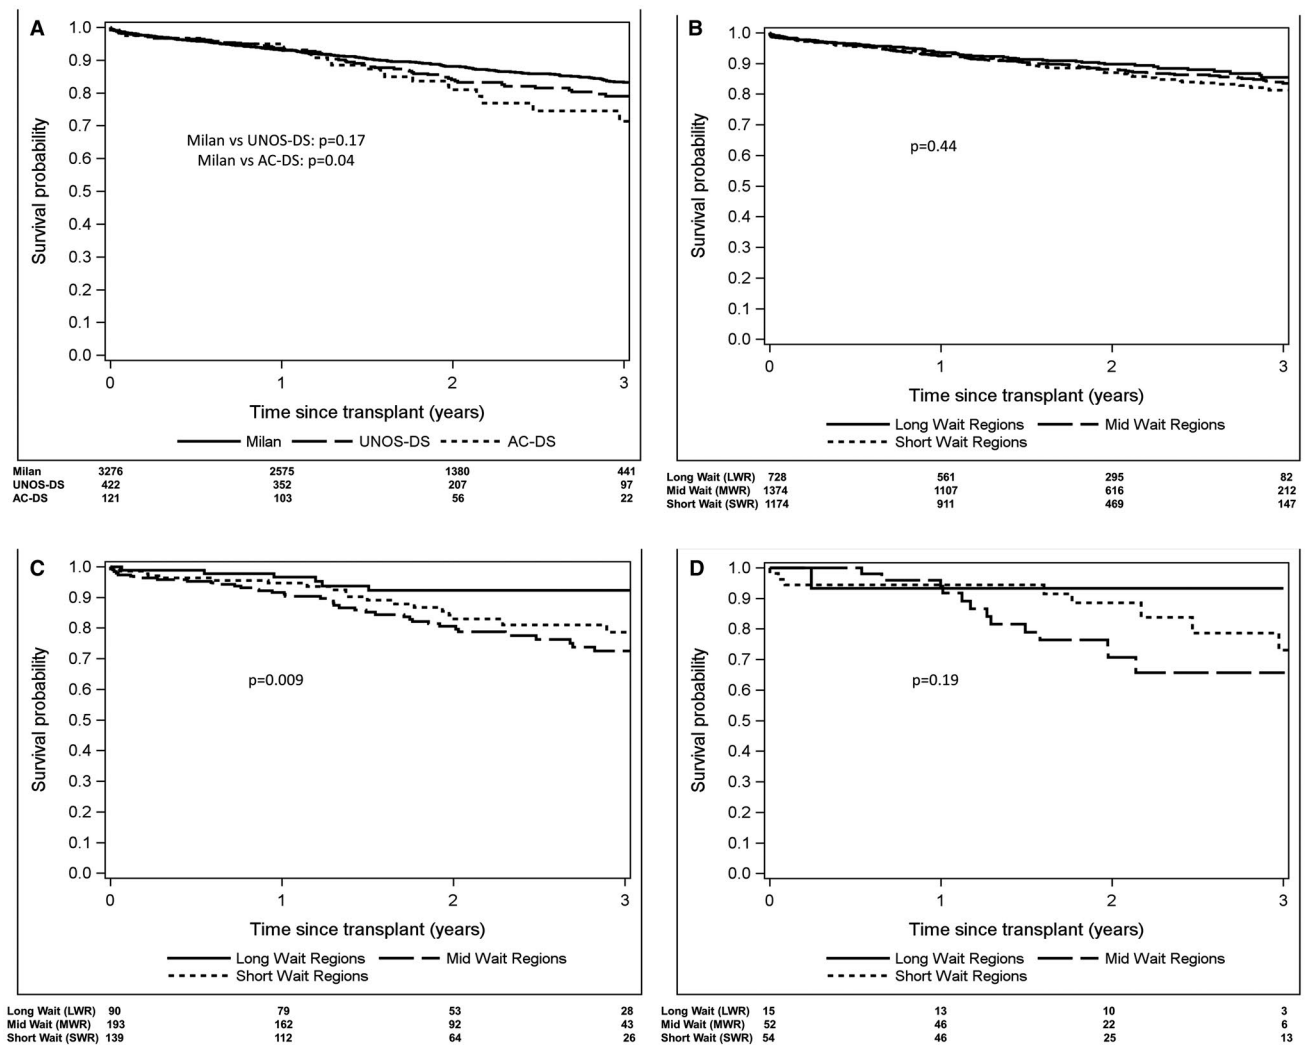 A
Survival probability
1.0
0.9
0.8
0.7
0.6
0.5
0.4
0.3
0.2
0.1
0.0
Milan vs UNOS-DS: p=0.17
Milan vs AC-DS: p=0.04
0 1 2 3
Time since transplant (years)
Milan UNOS-DS AC-DS
Milan 3276 2575 1380 441
UNOS-DS 422 352 207 97
AC-DS 121 103 56 22
B
Survival probability
1.0
0.9
0.8
0.7
0.6
0.5
0.4
0.3
0.2
0.1
0.0
p=0.44
0 1 2 3
Time since transplant (years)
Long Wait Regions Mid Wait Regions
Short Wait Regions
Long Wait (LWR) 728 561 295 82
Mid Wait (MWR) 1374 1107 616 212
Short Wait (SWR) 1174 911 469 147
C
Survival probability
1.0
0.9
0.8
0.7
0.6
0.5
0.4
0.3
0.2
0.1
0.0
p=0.009
0 1 2 3
Time since transplant (years)
Long Wait Regions Mid Wait Regions
Short Wait Regions
Long Wait (LWR) 90 79 53 28
Mid Wait (MWR) 193 162 92 43
Short Wait (SWR) 139 112 64 26
D
Survival probability
1.0
0.9
0.8
0.7
0.6
0.5
0.4
0.3
0.2
0.1
0.0
p=0.19
0 1 2 3
Time since transplant (years)
Long Wait Regions Mid Wait Regions
Short Wait Regions
Long Wait (LWR) 15 13 10 3
Mid Wait (MWR) 52 46 22 6
Short Wait (SWR) 54 46 25 13